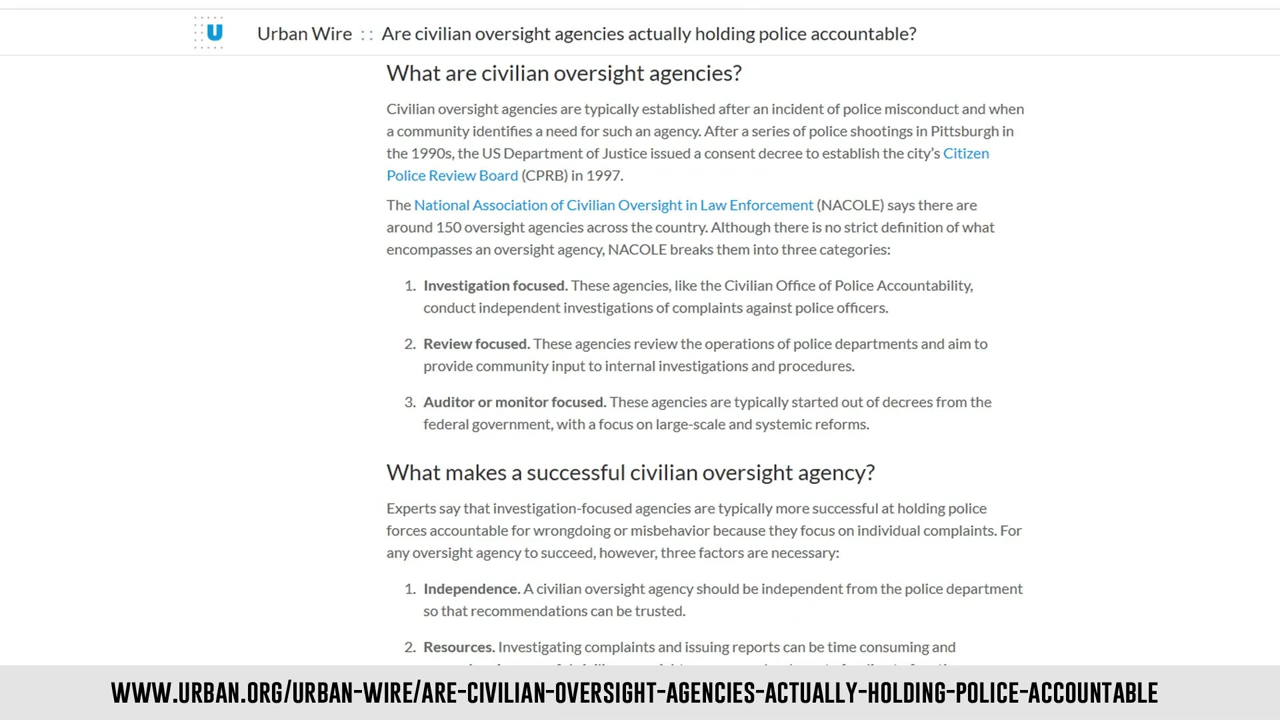 U Urban Wire :: Are civilian oversight agencies actually holding police accountable?
What are civilian oversight agencies?
Civilian oversight agencies are typically established after an incident of police misconduct and when
a community identifies a need for such an agency. After a series of police shootings in Pittsburgh in
the 1990s, the US Department of Justice issued a consent decree to establish the city's Citizen
Police Review Board (CPRB) in 1997.
The National Association of Civilian Oversight in Law Enforcement (NACOLE) says there are
around 150 oversight agencies across the country. Although there is no strict definition of what
encompasses an oversight agency, NACOLE breaks them into three categories:
1. Investigation focused. These agencies, like the Civilian Office of Police Accountability,
conduct independent investigations of complaints against police officers.
2. Review focused. These agencies review the operations of police departments and aim to
provide community input to internal investigations and procedures.
3. Auditor or monitor focused. These agencies are typically started out of decrees from the
federal government, with a focus on large-scale and systemic reforms.
What makes a successful civilian oversight agency?
Experts say that investigation-focused agencies are typically more successful at holding police
forces accountable for wrongdoing or misbehavior because they focus on individual complaints. For
any oversight agency to succeed, however, three factors are necessary:
1. Independence. A civilian oversight agency should be independent from the police department
so that recommendations can be trusted.
2. Resources. Investigating complaints and issuing reports can be time consuming and
WWW.URBAN.ORG/URBAN-WIRE/ARE-CIVILIAN-OVERSIGHT-AGENCIES-ACTUALLY-HOLDING-POLICE-ACCOUNTABLE